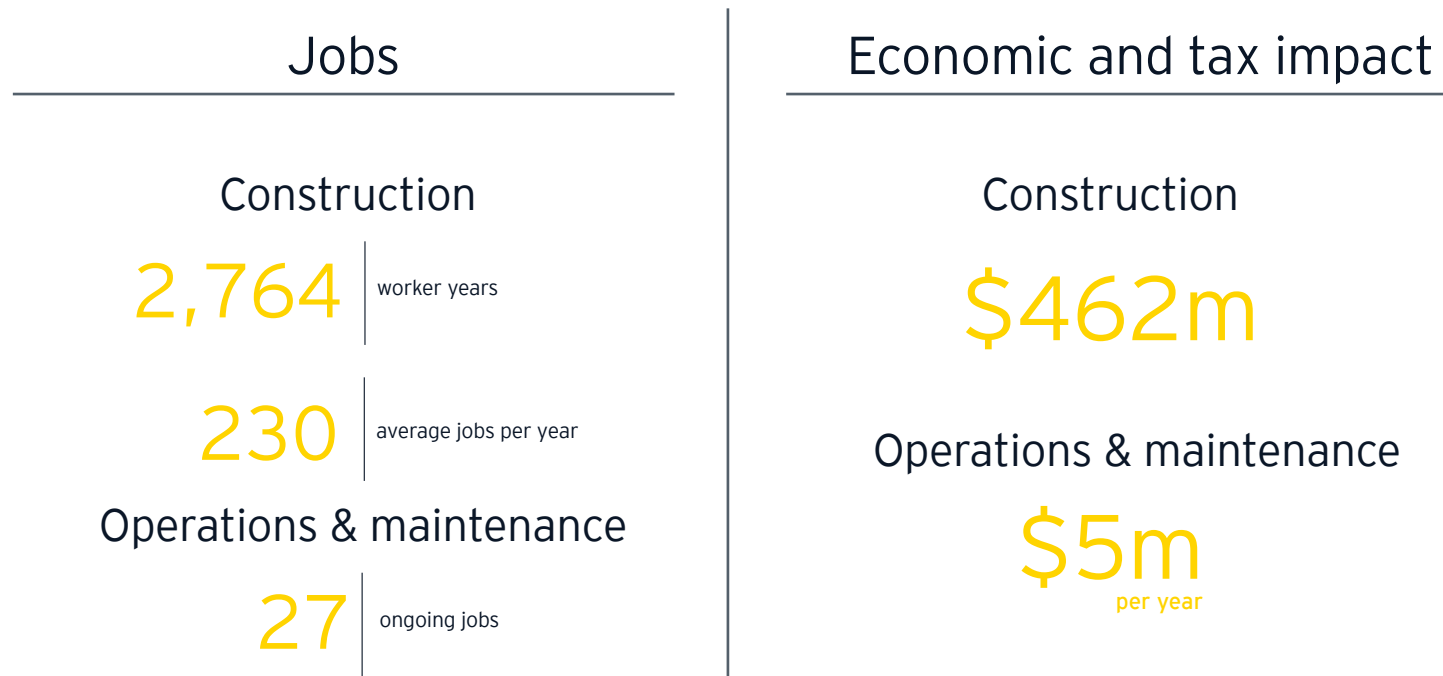 Jobs
Construction
2,764
worker years
230
average jobs per year
Operations & maintenance
27
ongoing jobs
Economic and tax impact
Construction
$462m
Operations & maintenance
$5m
per year